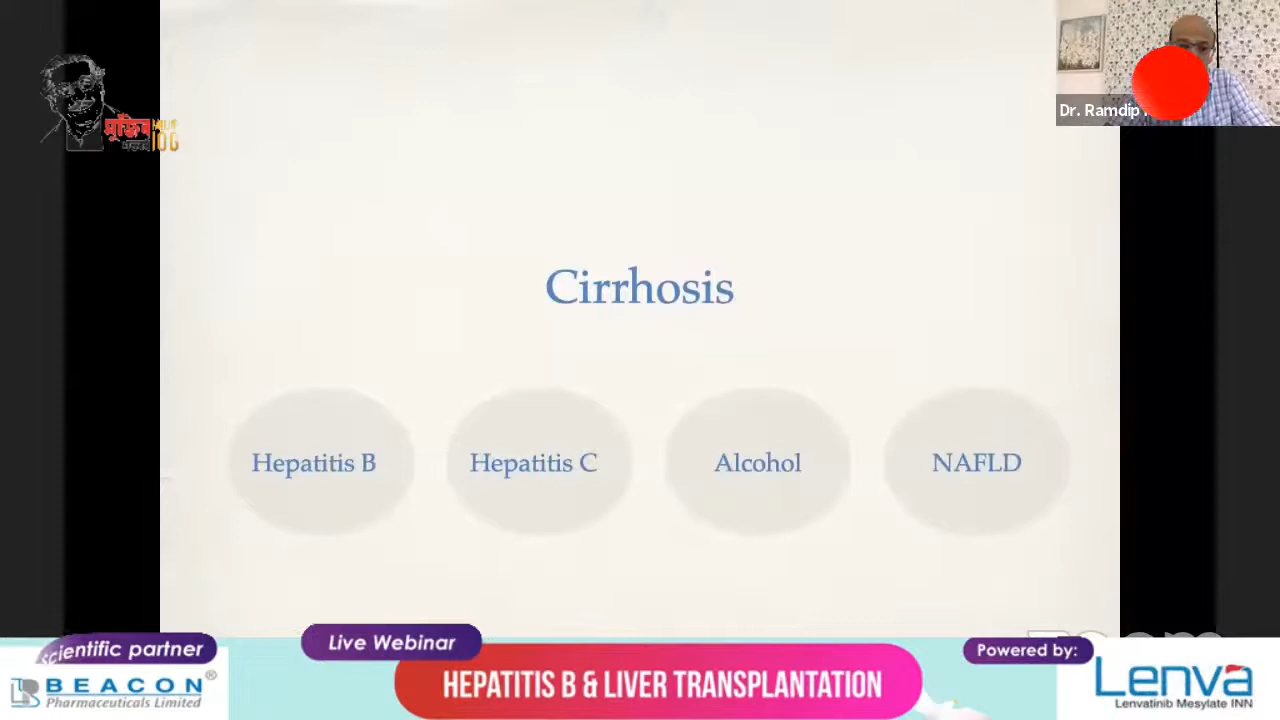 মুজিব
100
Dr. Ramdip
Cirrhosis
Hepatitis B
Hepatitis C
Alcohol
NAFLD
scientific partner
Live Webinar
Powered by:
BEACON®
Pharmaceuticals Limited
HEPATITIS B & LIVER TRANSPLANTATION
Lenva
Lenvatinib Mesylate INN